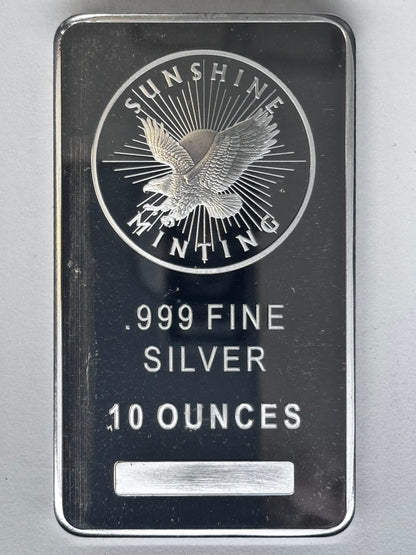 SUNSHINE
MINTING
.999 FINE
SILVER
10 OUNCES